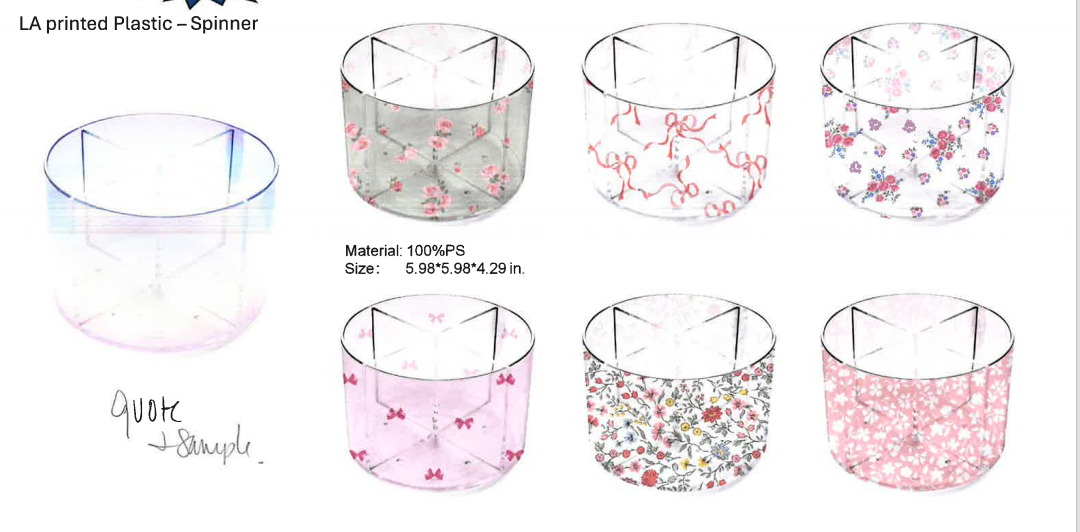 LA printed Plastic – Spinner
Material: 100%PS
Size: 5.98*5.98*4.29 in.
Quote
+ Sample.